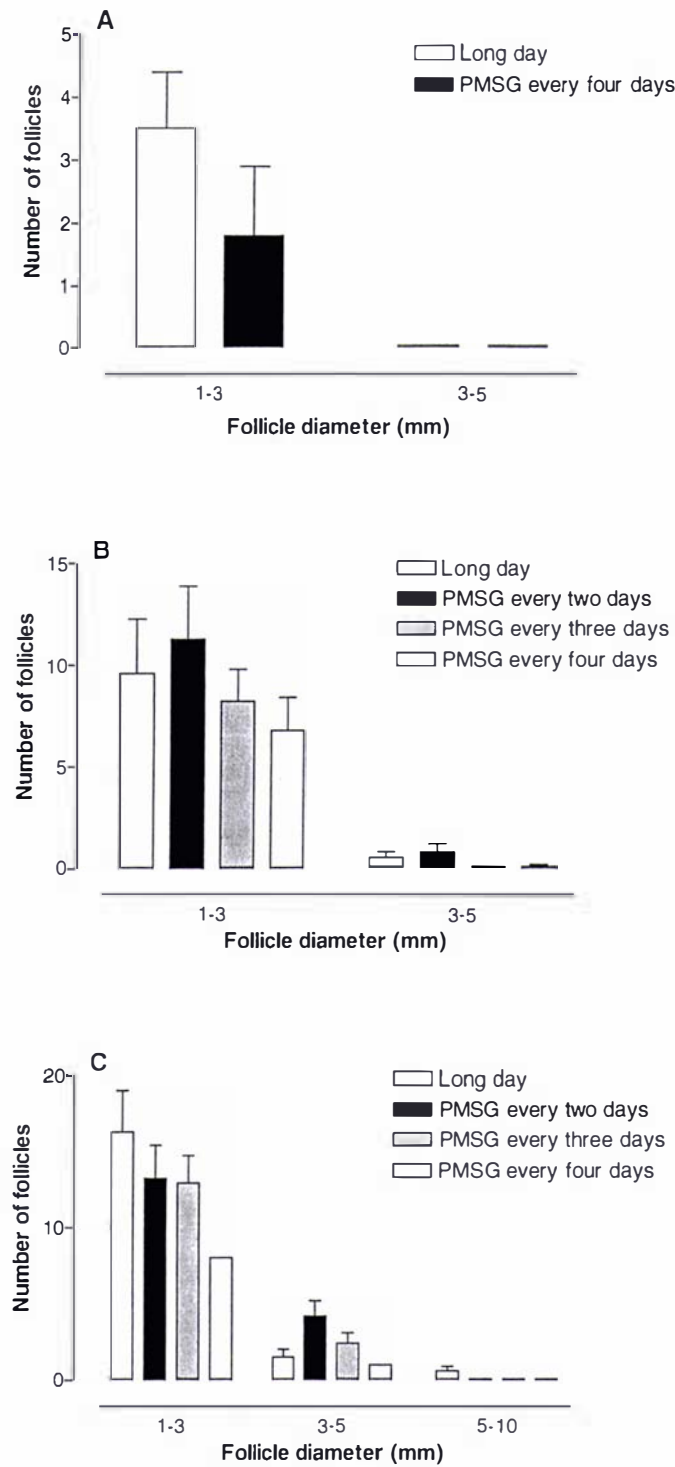 A
Long day
PMSG every four days
Number of follicles
5
4
3
2
1
0
1-3 3-5
Follicle diameter (mm)
B
Long day
PMSG every two days
PMSG every three days
PMSG every four days
Number of follicles
15
10
5
0
1-3 3-5
Follicle diameter (mm)
C
Long day
PMSG every two days
PMSG every three days
PMSG every four days
Number of follicles
20
10
0
1-3 3-5 5-10
Follicle diameter (mm)